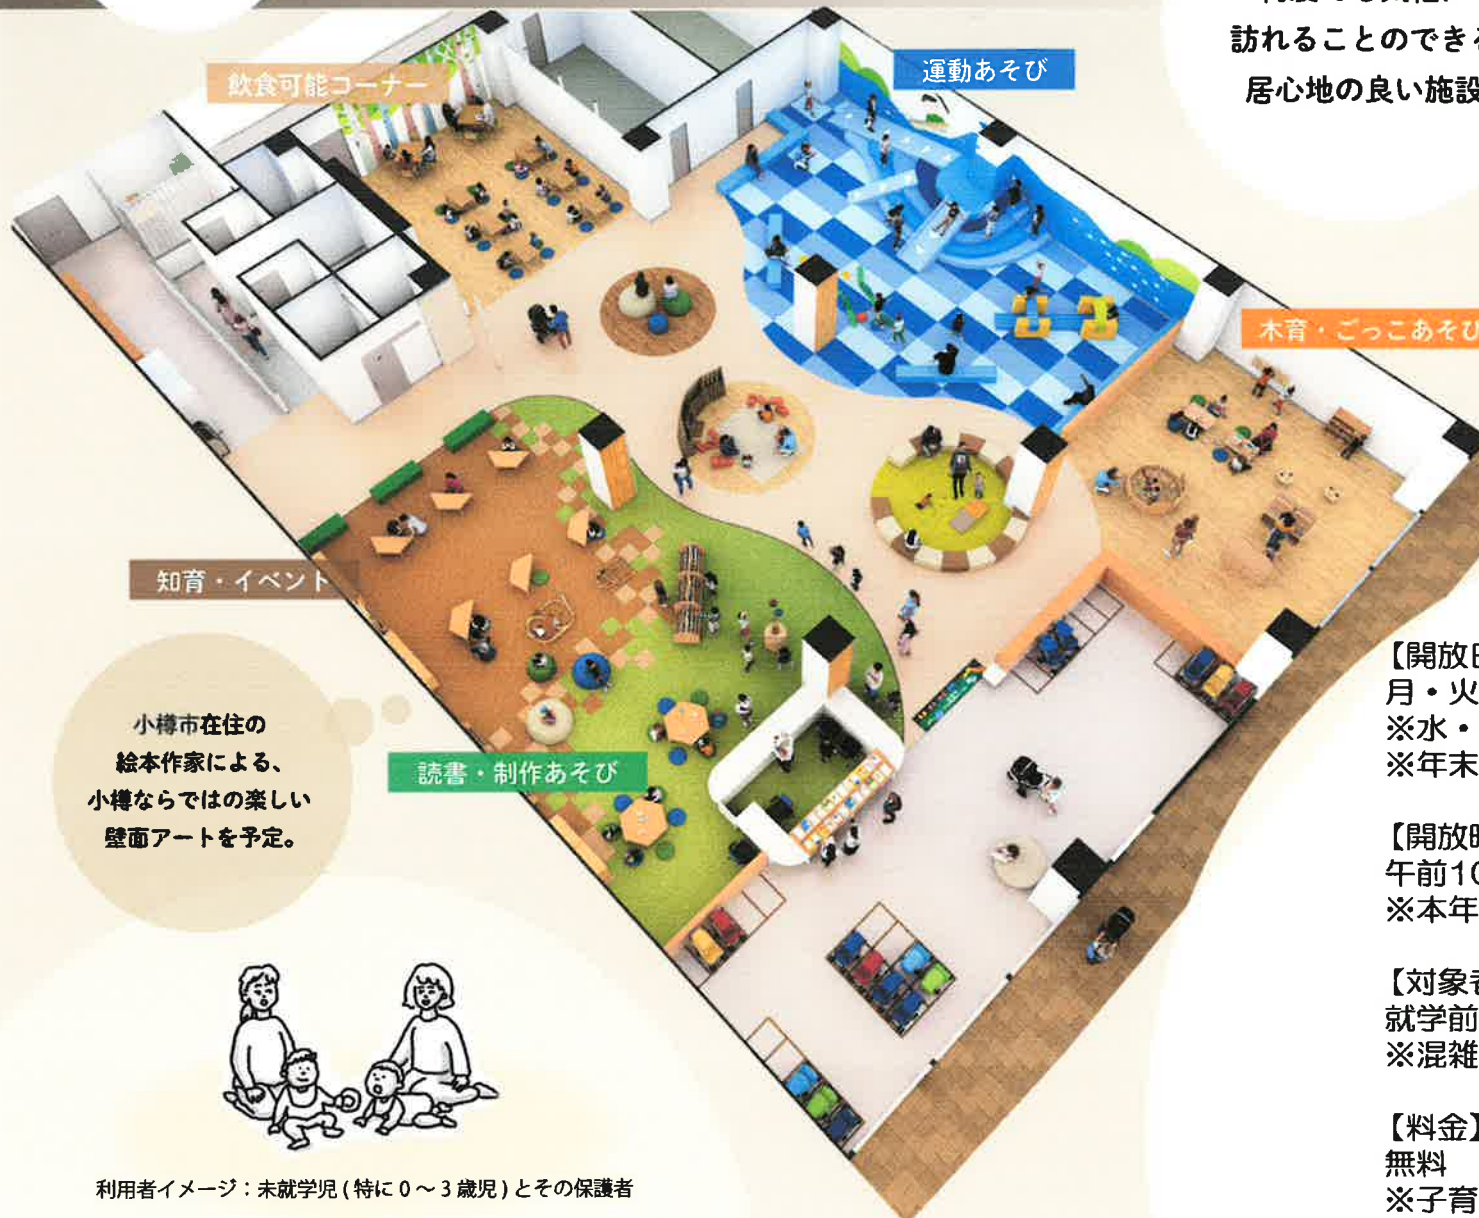 訪れることのできる
居心地の良い施設
飲食可能コーナー
運動あそび
木育・ごっこあそび
知育・イベント
小樽市在住の
絵本作家による、
小樽ならではの楽しい
壁面アートを予定。
読書・制作あそび
利用者イメージ：未就学児 ( 特に 0 ～ 3 歳児 ) とその保護者
【開放
月・火
※水・
※年末
【開放
午前10
※本年
【対象
就学前
※混雑
【料金】
無料
※子育